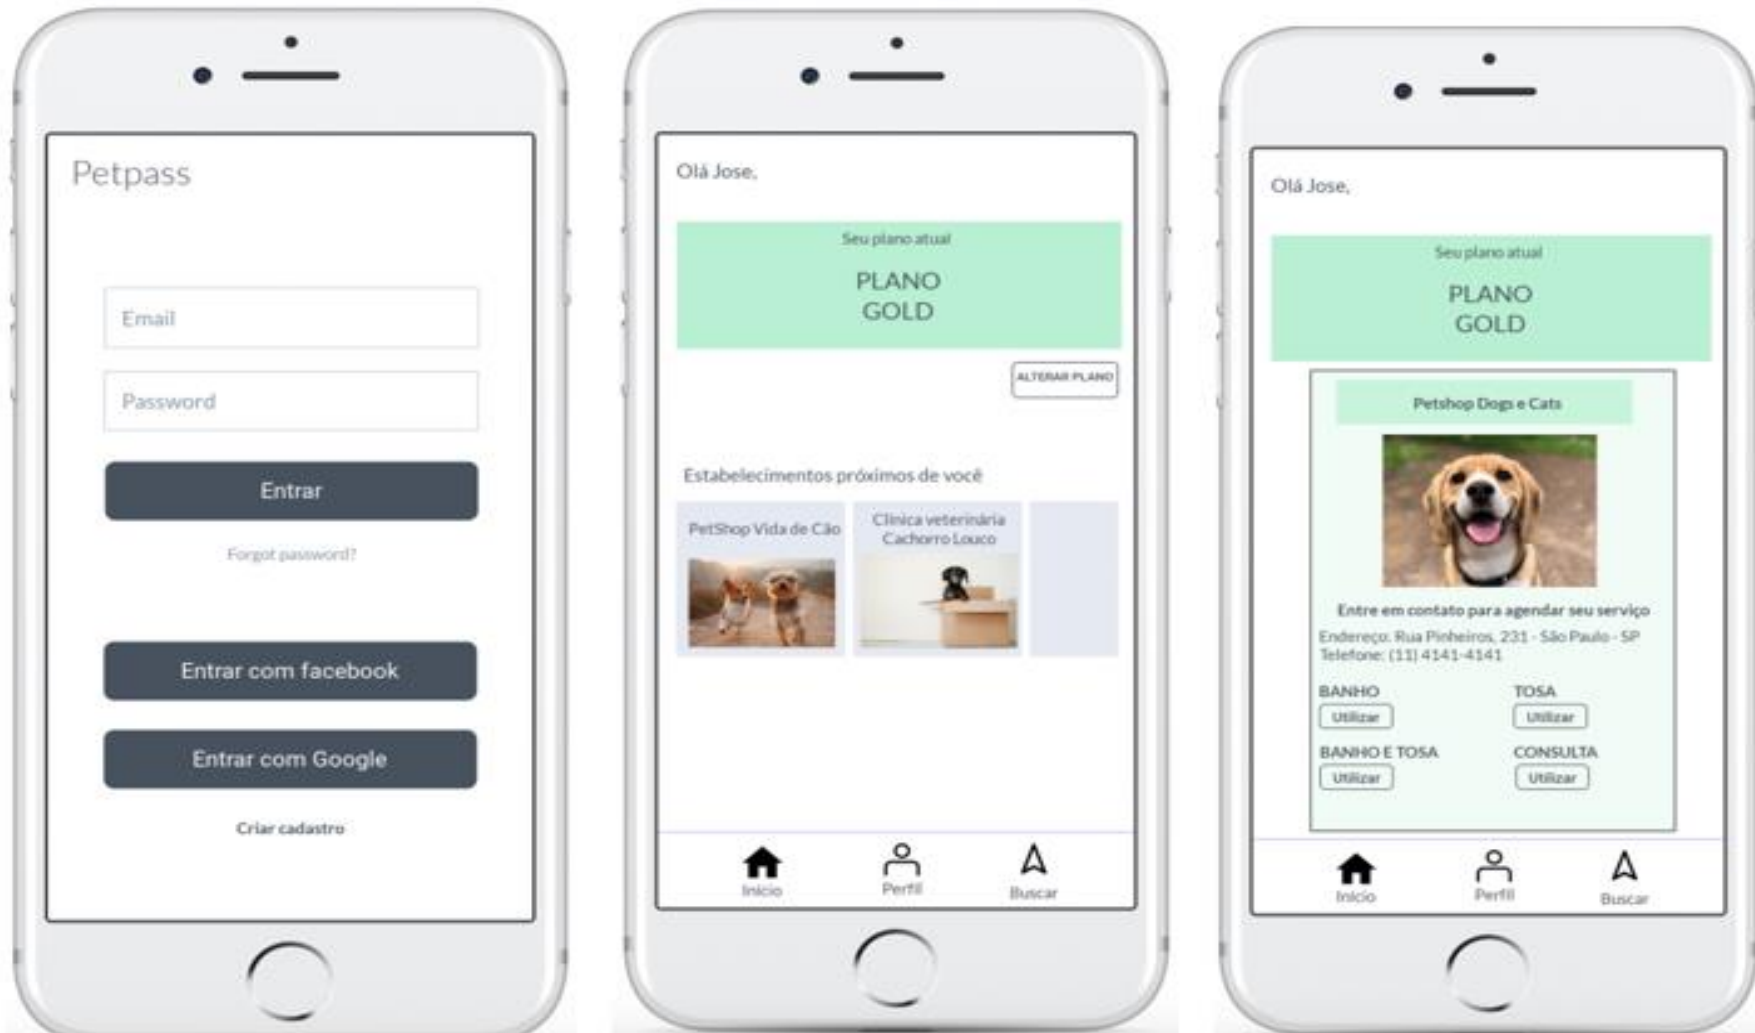 Petpass
Email
Password
Entrar
Forgot password?
Entrar com facebook
Entrar com Google
Criar cadastro
Olá Jose,
Seu plano atual
PLANO
GOLD
ALTERAR PLANO
Estabelecimentos próximos de você
PetShop Vida de Cão
Clínica veterinária
Cachorro Louco
Início
Perfil
Buscar
Olá Jose,
Seu plano atual
PLANO
GOLD
Petshop Dogs e Cats
Entre em contato para agendar seu serviço
Endereço: Rua Pinheiros, 231 - São Paulo - SP
Telefone: (11) 4141-4141
BANHO TOSA
Utilizar Utilizar
BANHO E TOSA CONSULTA
Utilizar Utilizar
Início
Perfil
Buscar